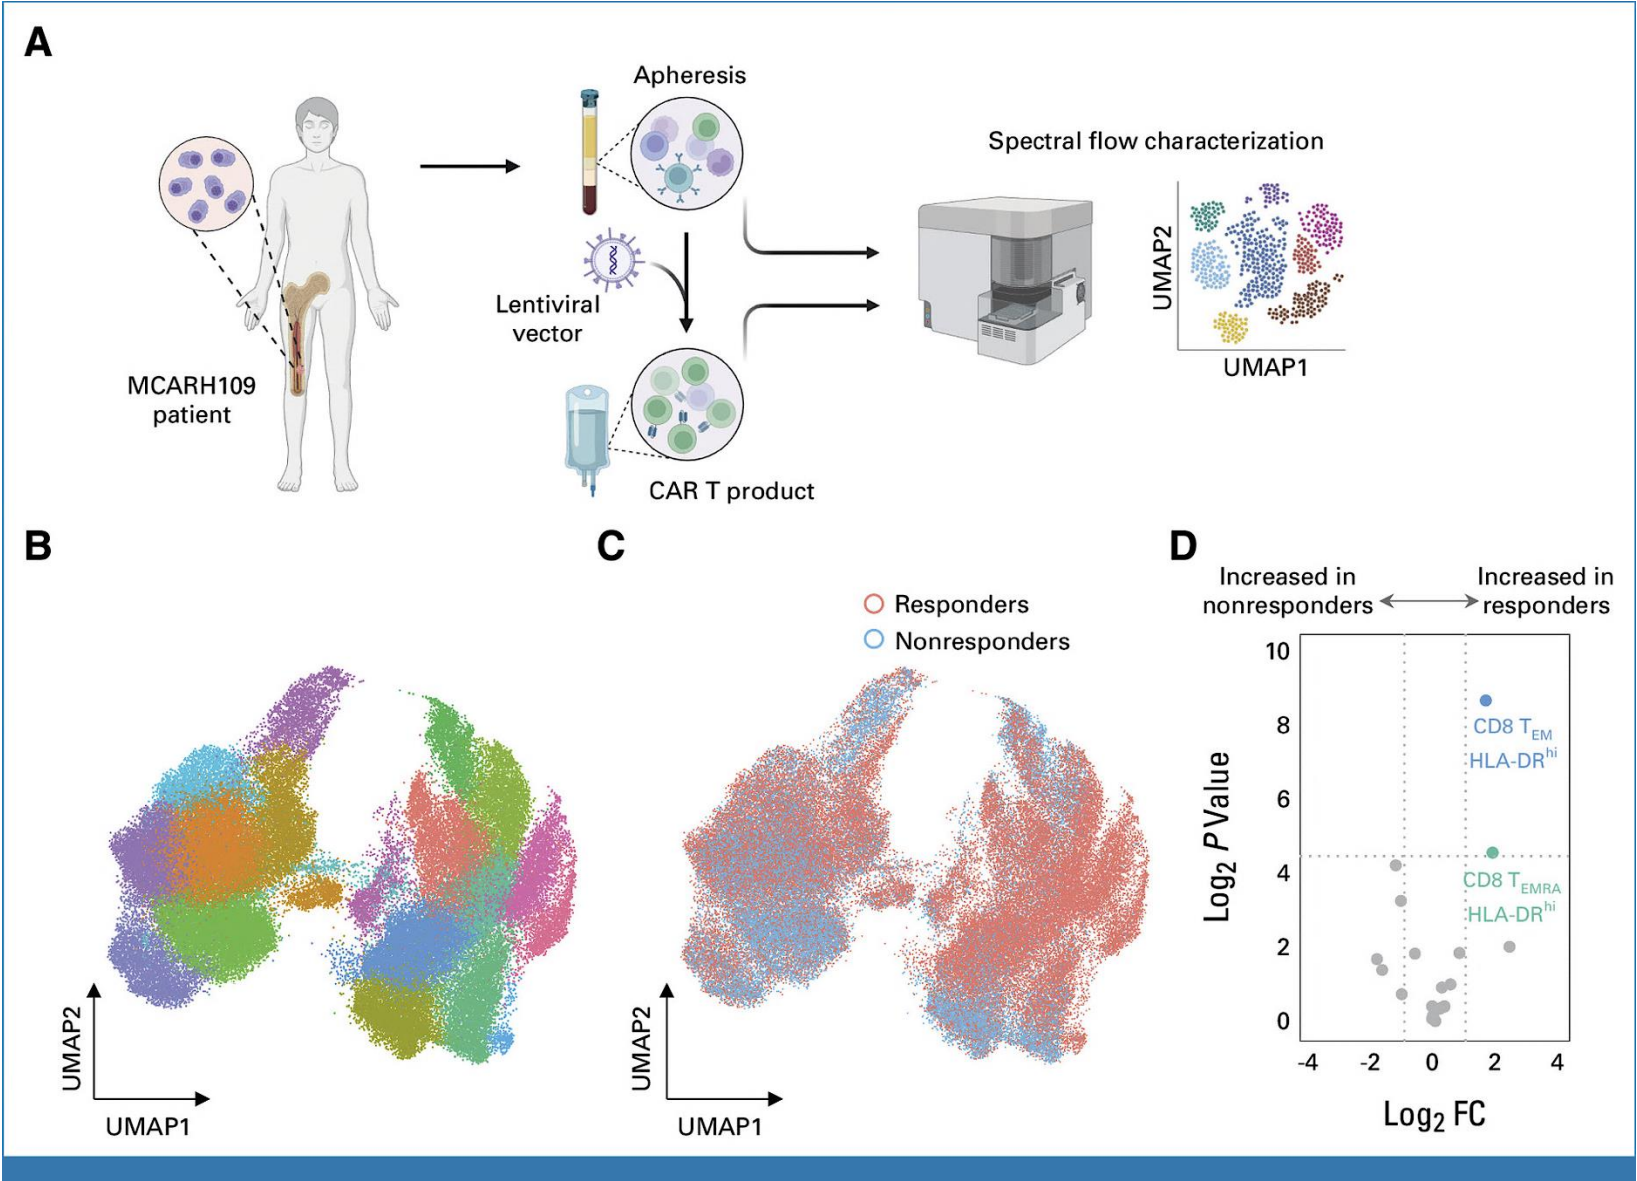 A
Apheresis
Spectral flow characterization
Lentiviral
vector
MCARH109
patient
CAR T product
UMAP2
UMAP1
B
UMAP2
UMAP1
C
Responders
Nonresponders
UMAP2
UMAP1
D
Increased in
nonresponders
Increased in
responders
10
8
6
4
2
0
Log2 P Value
CD8 TEM
HLA-DRhi
CD8 TEMRA
HLA-DRhi
-4 -2 0 2 4
Log2 FC